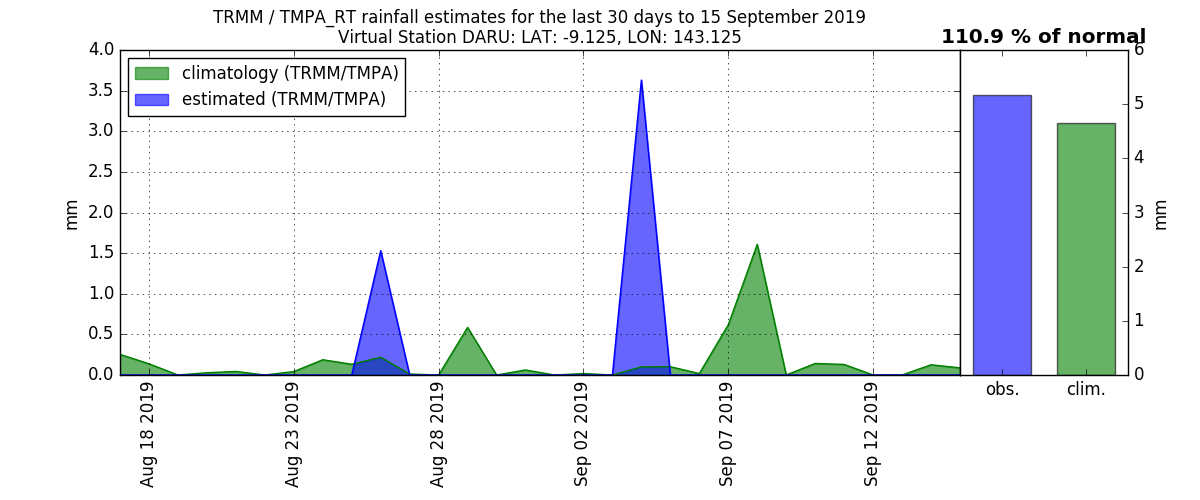 TRMM / TMPA_RT rainfall estimates for the last 30 days to 15 September 2019
Virtual Station DARU: LAT: -9.125, LON: 143.125
110.9 % of normal
climatology (TRMM/TMPA)
estimated (TRMM/TMPA)
mm
4.0
3.5
3.0
2.5
2.0
1.5
1.0
0.5
0.0
Aug 18 2019
Aug 23 2019
Aug 28 2019
Sep 02 2019
Sep 07 2019
Sep 12 2019
obs.
clim.
6
5
4
3
2
1
0
mm